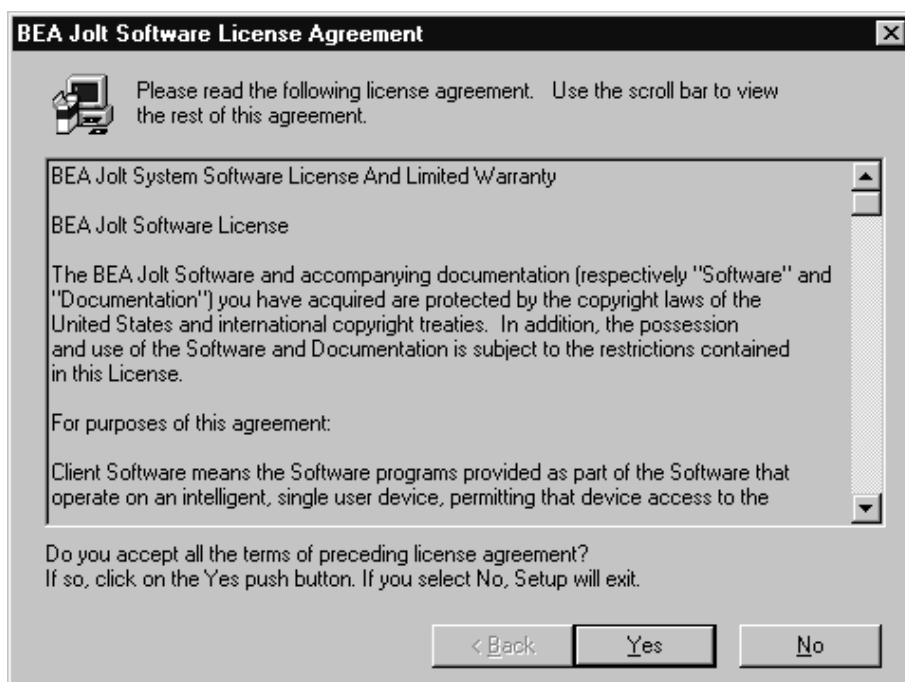 BEA Jolt Software License Agreement
Please read the following license agreement. Use the scroll bar to view
the rest of this agreement.
BEA Jolt System Software License And Limited Warranty
BEA Jolt Software License
The BEA Jolt Software and accompanying documentation (respectively "Software" and
"Documentation") you have acquired are protected by the copyright laws of the
United States and international copyright treaties. In addition, the possession
and use of the Software and Documentation is subject to the restrictions contained
in this License.
For purposes of this agreement:
Client Software means the Software programs provided as part of the Software that
operate on an intelligent, single user device, permitting that device access to the
Do you accept all the terms of preceding license agreement?
If so, click on the Yes push button. If you select No, Setup will exit.
< Back Yes No